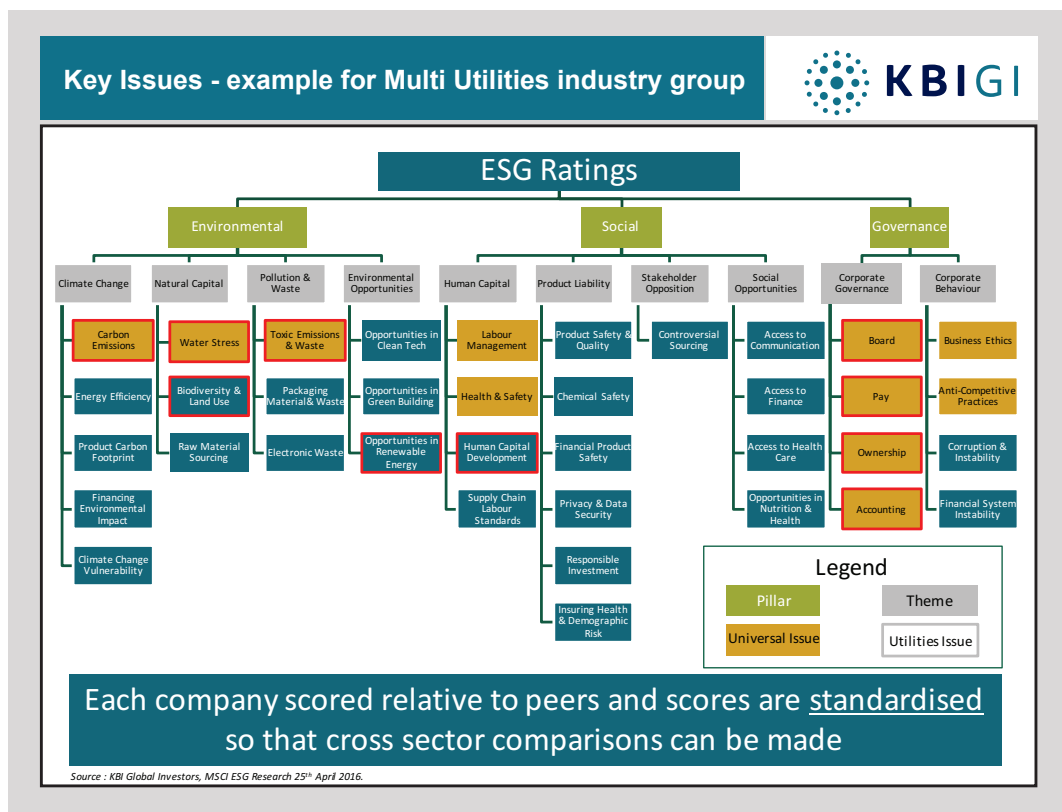 Key Issues - example for Multi Utilities industry group
KBIGI
ESG Ratings
Environmental
Social
Governance
Climate Change
Natural Capital
Pollution &
Waste
Environmental
Opportunities
Human Capital
Product Liability
Stakeholder
Opposition
Social
Opportunities
Corporate
Governance
Corporate
Behaviour
Carbon
Emissions
Energy Efficiency
Product Carbon
Footprint
Financing
Environmental
Impact
Climate Change
Vulnerability
Water Stress
Biodiversity &
Land Use
Raw Material
Sourcing
Toxic Emissions
& Waste
Packaging
Material& Waste
Electronic Waste
Opportunities in
Clean Tech
Opportunities in
Green Building
Opportunities in
Renewable
Energy
Labour
Management
Health & Safety
Human Capital
Development
Supply Chain
Labour
Standards
Product Safety &
Quality
Chemical Safety
Financial Product
Safety
Privacy & Data
Security
Responsible
Investment
Insuring Health
& Demographic
Risk
Controversial
Sourcing
Access to
Communication
Access to
Finance
Access to Health
Care
Opportunities in
Nutrition &
Health
Board
Pay
Ownership
Accounting
Business Ethics
Anti-Competitive
Practices
Corruption &
Instability
Financial System
Instability
Legend
Pillar
Theme
Universal Issue
Utilities Issue
Each company scored relative to peers and scores are standardised
so that cross sector comparisons can be made
Source : KBI Global Investors, MSCI ESG Research 25th April 2016.